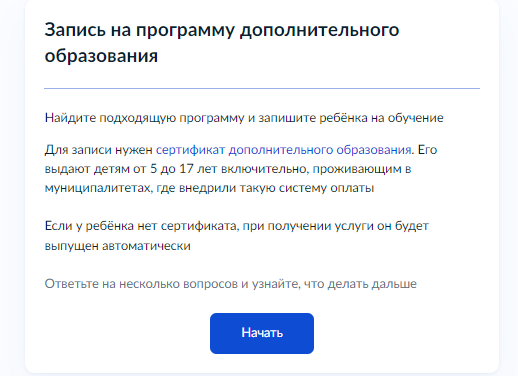 Запись на программу дополнительного
образования
Найдите подходящую программу и запишите ребёнка на обучение
Для записи нужен сертификат дополнительного образования. Его
выдают детям от 5 до 17 лет включительно, проживающим в
муниципалитетах, где внедрили такую систему оплаты
Если у ребёнка нет сертификата, при получении услуги он будет
выпущен автоматически
Ответьте на несколько вопросов и узнайте, что делать дальше
Начать